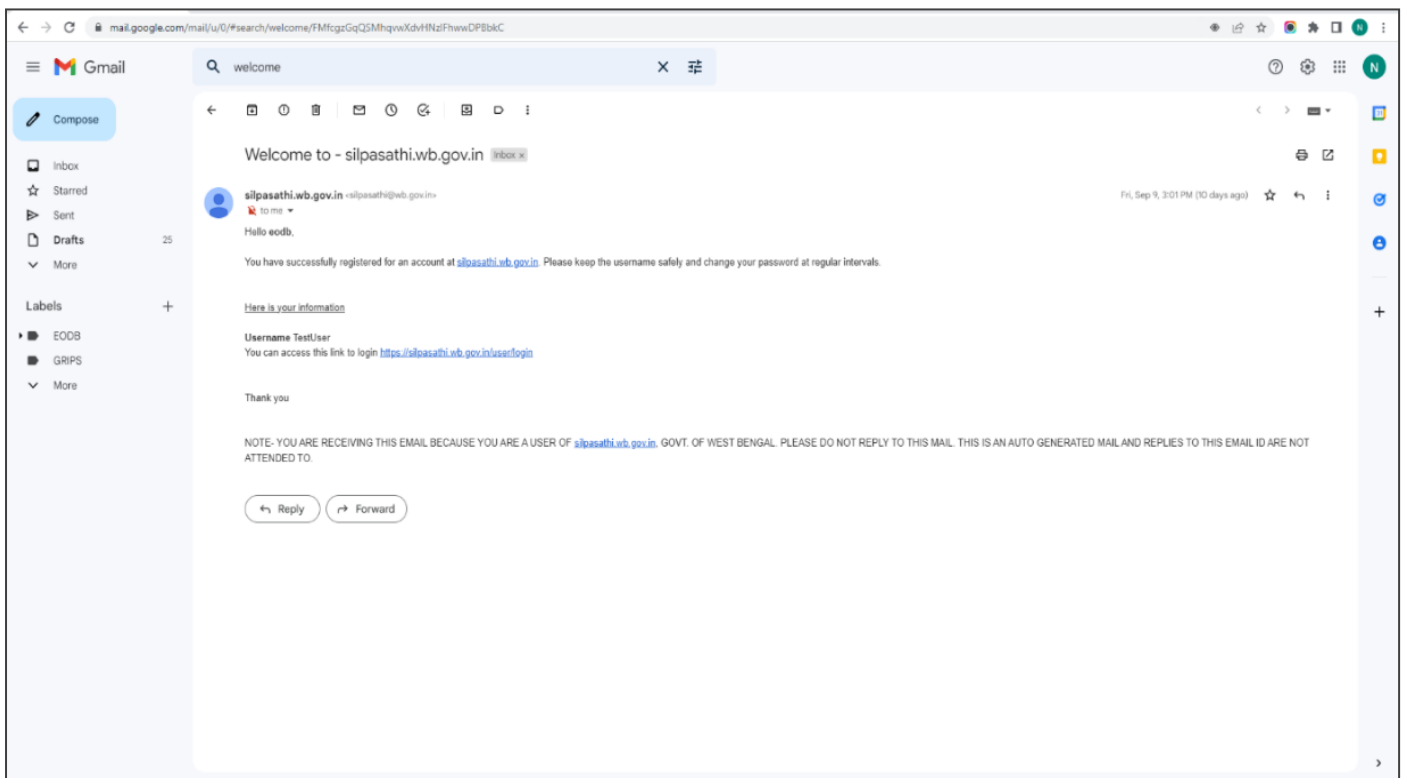 mail.google.com/mail/u/0/#search/welcome/FMfcgzGqQSMhqvwXdvHNzlFhwwDPBbkC
N
Gmail
welcome
N
Compose
Inbox
Starred
Sent
Drafts 25
More
Labels
EODB
GRIPS
More
Welcome to - silpasathi.wb.gov.in Inbox x
silpasathi.wb.gov.in <silpasathi@wb.gov.in> Fri, Sep 9, 3:01 PM (10 days ago)
to me
Hello eodb,
You have successfully registered for an account at silpasathi.wb.gov.in. Please keep the username safely and change your password at regular intervals.
Here is your information
Username TestUser
You can access this link to login https://silpasathi.wb.gov.in/user/login
Thank you
NOTE- YOU ARE RECEIVING THIS EMAIL BECAUSE YOU ARE A USER OF silpasathi.wb.gov.in, GOVT. OF WEST BENGAL. PLEASE DO NOT REPLY TO THIS MAIL. THIS IS AN AUTO GENERATED MAIL AND REPLIES TO THIS EMAIL ID ARE NOT
ATTENDED TO.
Reply Forward